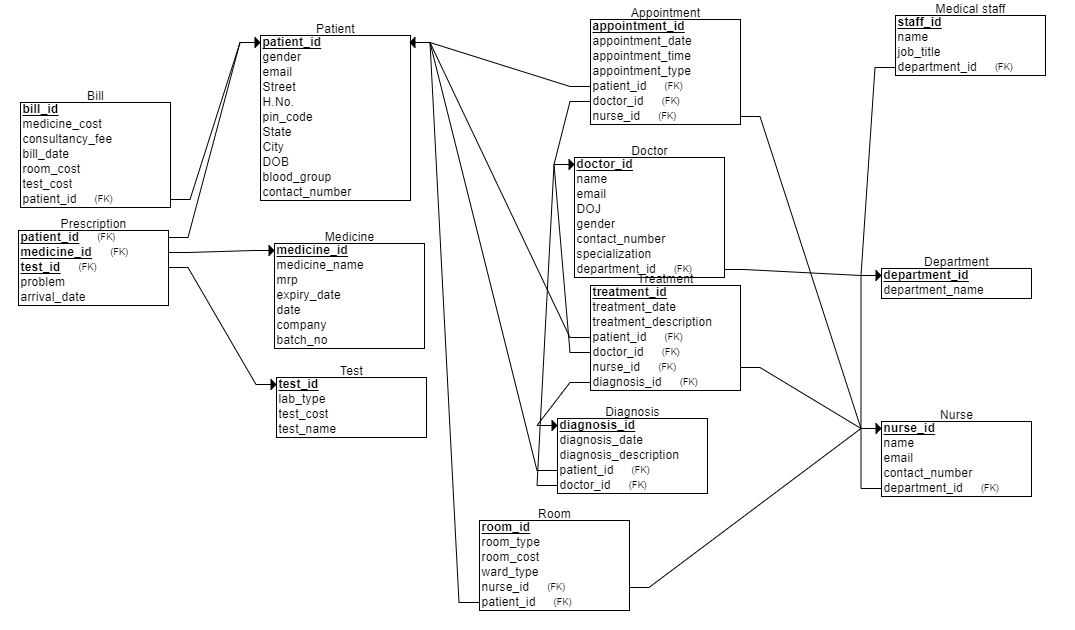 Patient
patient_id
gender
email
Street
H.No.
pin_code
State
City
DOB
blood_group
contact_number
Appointment
appointment_id
appointment_date
appointment_time
appointment_type
patient_id (FK)
doctor_id (FK)
nurse_id (FK)
Medical staff
staff_id
name
job_title
department_id (FK)
Bill
bill_id
medicine_cost
consultancy_fee
bill_date
room_cost
test_cost
patient_id (FK)
Doctor
doctor_id
name
email
DOJ
gender
contact_number
specialization
department_id (FK)
Prescription
patient_id (FK)
medicine_id (FK)
test_id (FK)
problem
arrival_date
Medicine
medicine_id
medicine_name
mrp
expiry_date
date
company
batch_no
Department
department_id
department_name
Treatment
treatment_id
treatment_date
treatment_description
patient_id (FK)
doctor_id (FK)
nurse_id (FK)
diagnosis_id (FK)
Test
test_id
lab_type
test_cost
test_name
Diagnosis
diagnosis_id
diagnosis_date
diagnosis_description
patient_id (FK)
doctor_id (FK)
Nurse
nurse_id
name
email
contact_number
department_id (FK)
Room
room_id
room_type
room_cost
ward_type
nurse_id (FK)
patient_id (FK)